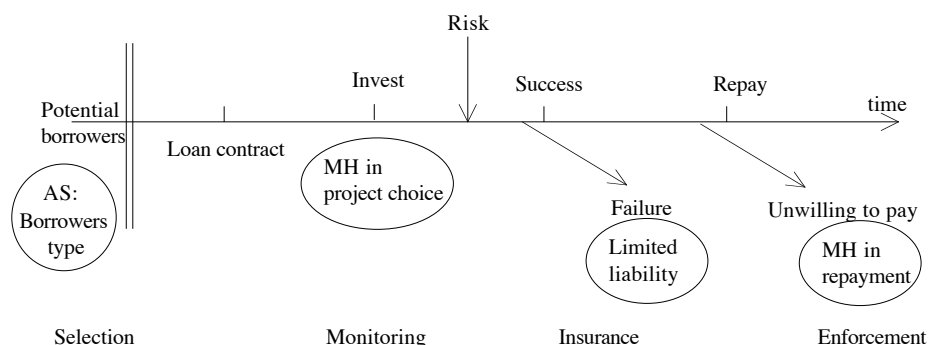 Risk
Invest
Success
Repay
time
Potential
borrowers
Loan contract
MH in
project choice
AS:
Borrowers
type
Failure
Limited
liability
Unwilling to pay
MH in
repayment
Selection
Monitoring
Insurance
Enforcement